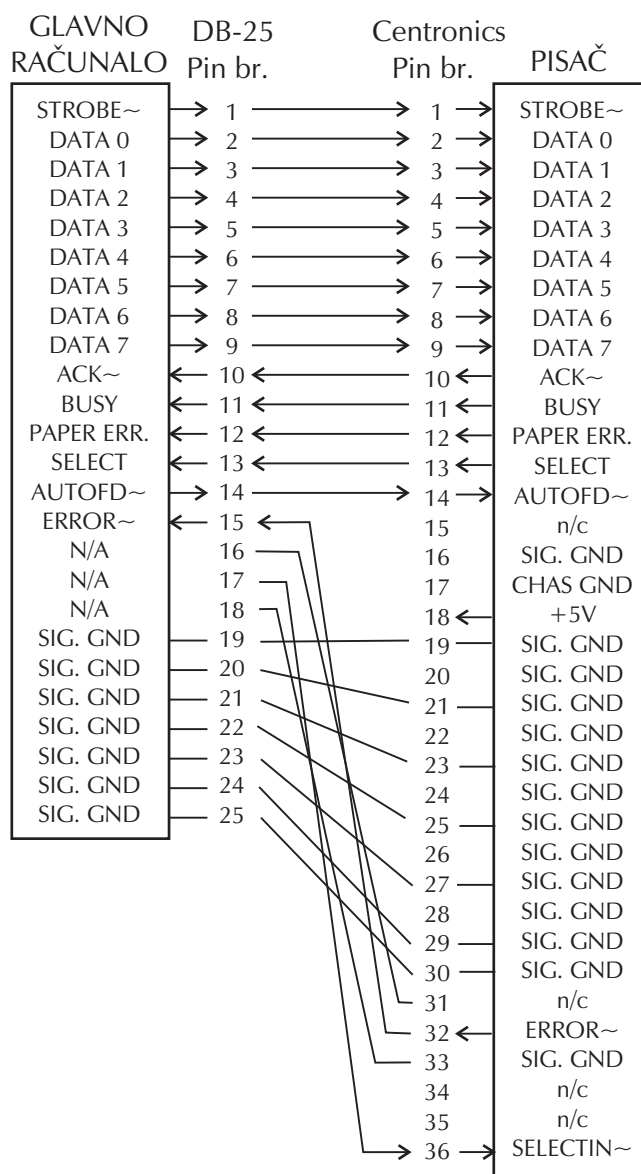 GLAVNO RAČUNALO DB-25 Pin br. Centronics Pin br. PISAČ
STROBE~ 1 1 STROBE~
DATA 0 2 2 DATA 0
DATA 1 3 3 DATA 1
DATA 2 4 4 DATA 2
DATA 3 5 5 DATA 3
DATA 4 6 6 DATA 4
DATA 5 7 7 DATA 5
DATA 6 8 8 DATA 6
DATA 7 9 9 DATA 7
ACK~ 10 10 ACK~
BUSY 11 11 BUSY
PAPER ERR. 12 12 PAPER ERR.
SELECT 13 13 SELECT
AUTOFD~ 14 14 AUTOFD~
ERROR~ 15 15 n/c
N/A 16 16 SIG. GND
N/A 17 17 CHAS GND
N/A 18 18 +5V
SIG. GND 19 19 SIG. GND
SIG. GND 20 20 SIG. GND
SIG. GND 21 21 SIG. GND
SIG. GND 22 22 SIG. GND
SIG. GND 23 23 SIG. GND
SIG. GND 24 24 SIG. GND
SIG. GND 25 25 SIG. GND
26 SIG. GND
27 SIG. GND
28 SIG. GND
29 SIG. GND
30 SIG. GND
31 n/c
32 ERROR~
33 SIG. GND
34 n/c
35 n/c
36 SELECTIN~